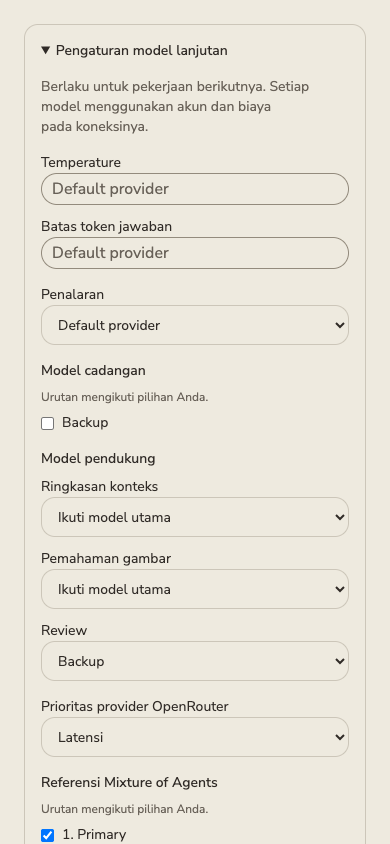 ▼ Pengaturan model lanjutan
Berlaku untuk pekerjaan berikutnya. Setiap
model menggunakan akun dan biaya
pada koneksinya.
Temperature
Default provider
Batas token jawaban
Default provider
Penalaran
Default provider
Model cadangan
Urutan mengikuti pilihan Anda.
Backup
Model pendukung
Ringkasan konteks
Ikuti model utama
Pemahaman gambar
Ikuti model utama
Review
Backup
Prioritas provider OpenRouter
Latensi
Referensi Mixture of Agents
Urutan mengikuti pilihan Anda.
1. Primary